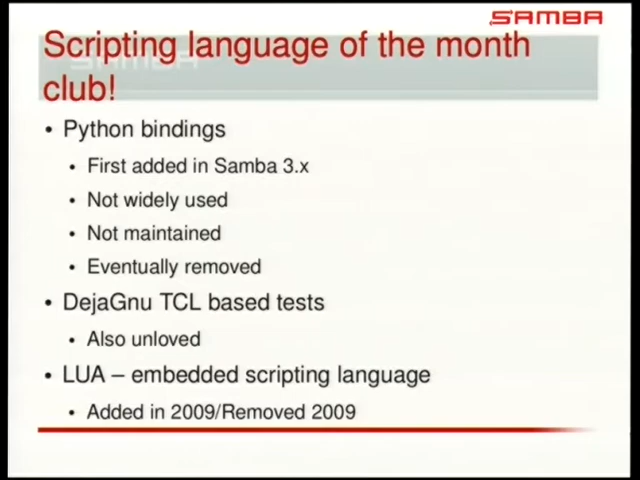 SAMBA
Scripting language of the month
club!
• Python bindings
• First added in Samba 3.x
• Not widely used
• Not maintained
• Eventually removed
• DejaGnu TCL based tests
• Also unloved
• LUA – embedded scripting language
• Added in 2009/Removed 2009